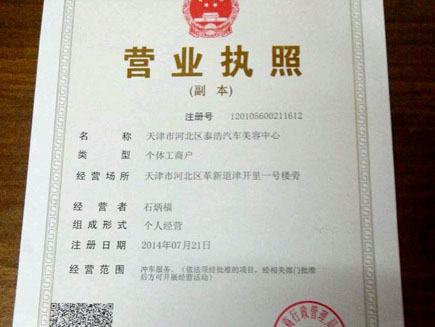 营业执照
(副 本)
注册号 120105600211612
名 称 天津市河北区泰浩汽车美容中心
类 型 个体工商户
经营场所 天津市河北区革新道津开里一号楼旁
经 营 者 石炳福
组成形式 个人经营
注册日期 2014年07月21日
经营范围 冲车服务。（依法须经批准的项目，经相关部门批准
后方可开展经营活动）
行政管理